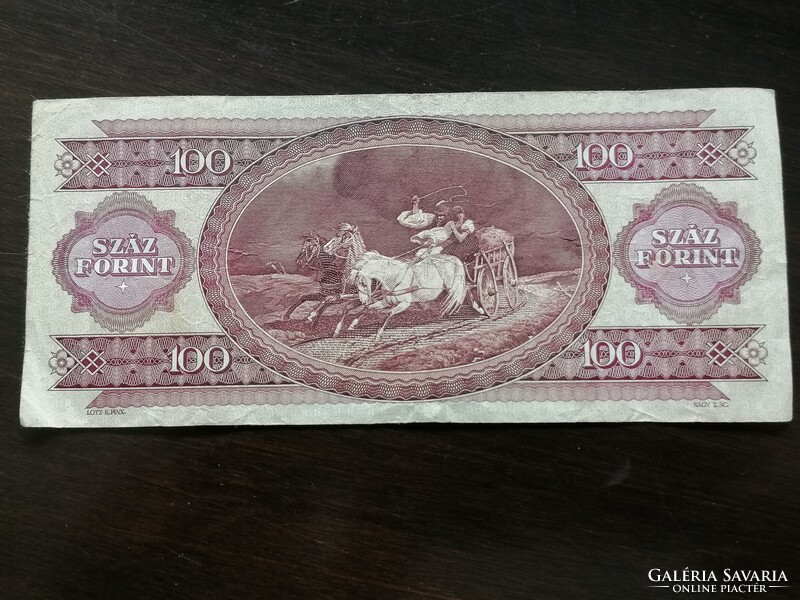 100
100
SZÁZ
FORINT
SZÁZ
FORINT
100
100
LOTZ K.PINX.
NAGY Z. SC.
GALÉRIA SAVARIA
ONLINE PIACTÉR